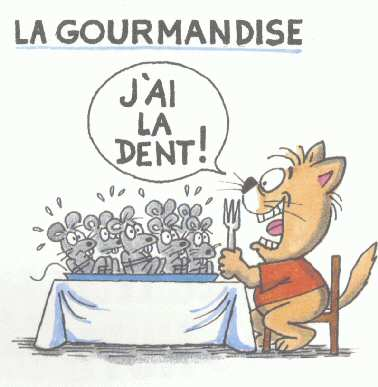 LA GOURMANDISE
J'AI
LA
DENT!